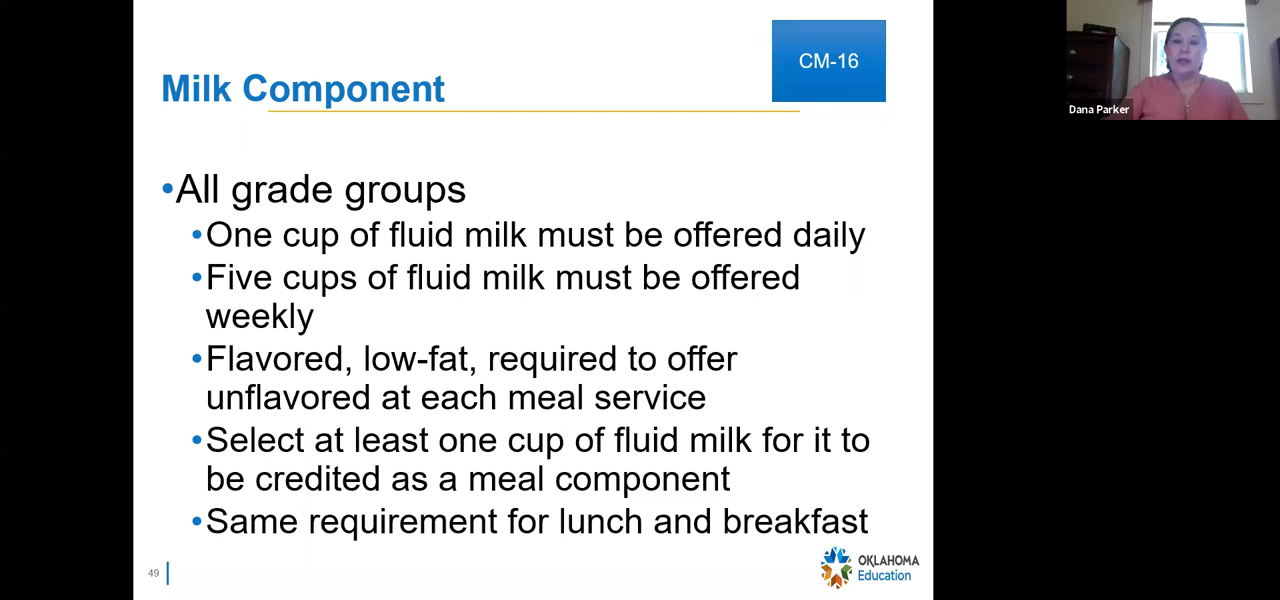 CM-16
Milk Component
Dana Parker
•All grade groups
•One cup of fluid milk must be offered daily
•Five cups of fluid milk must be offered
weekly
•Flavored, low-fat, required to offer
unflavored at each meal service
•Select at least one cup of fluid milk for it to
be credited as a meal component
•Same requirement for lunch and breakfast
49
OKLAHOMA
Education